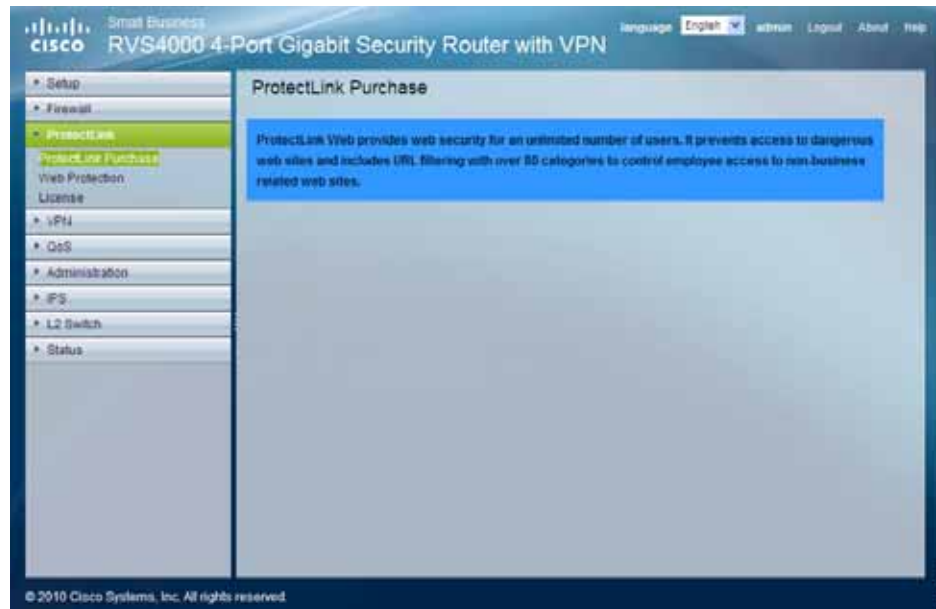 Small Business
CISCO RVS4000 4-Port Gigabit Security Router with VPN
language English admin Logout About Help
Setup
Firewall
ProtectLink
ProtectLink Purchase
Web Protection
License
VPN
QoS
Administration
IPS
L2 Switch
Status
ProtectLink Purchase
ProtectLink Web provides web security for an unlimited number of users. It prevents access to dangerous
web sites and includes URL filtering with over 80 categories to control employee access to non-business
related web sites.
© 2010 Cisco Systems, Inc. All rights reserved.